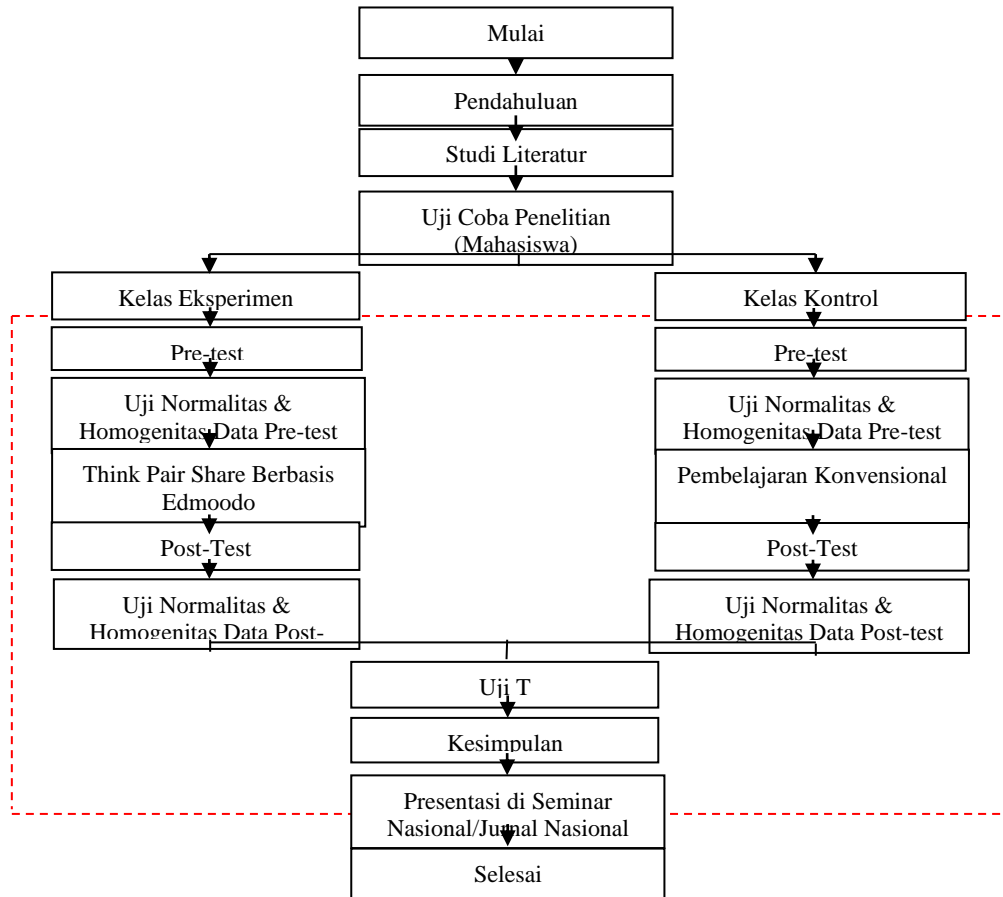 Mulai
Pendahuluan
Studi Literatur
Uji Coba Penelitian
(Mahasiswa)
Kelas Eksperimen
Kelas Kontrol
Pre-test
Pre-test
Uji Normalitas &
Homogenitas Data Pre-test
Uji Normalitas &
Homogenitas Data Pre-test
Think Pair Share Berbasis
Edmoodo
Pembelajaran Konvensional
Post-Test
Post-Test
Uji Normalitas &
Homogenitas Data Post-
Uji Normalitas &
Homogenitas Data Post-test
Uji T
Kesimpulan
Presentasi di Seminar
Nasional/Jurnal Nasional
Selesai